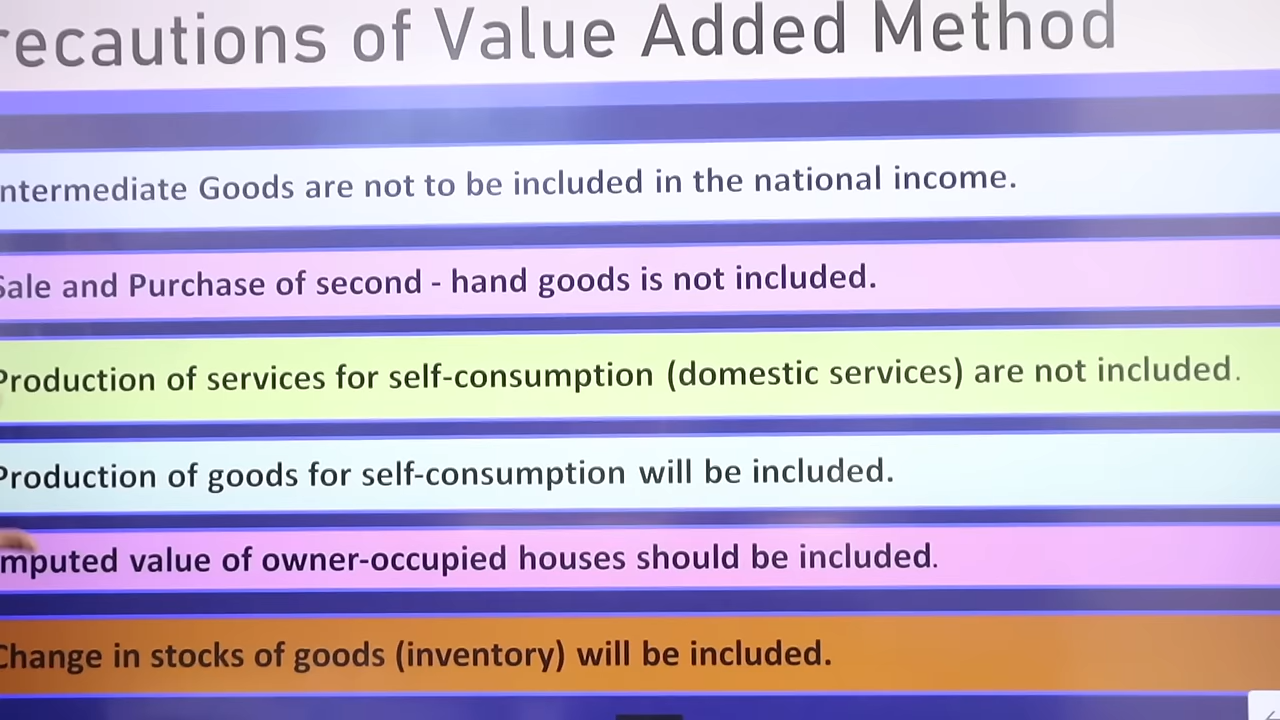 recautions of Value Added Method
ntermediate Goods are not to be included in the national income.
Sale and Purchase of second - hand goods is not included.
Production of services for self-consumption (domestic services) are not included.
Production of goods for self-consumption will be included.
mputed value of owner-occupied houses should be included.
Change in stocks of goods (inventory) will be included.